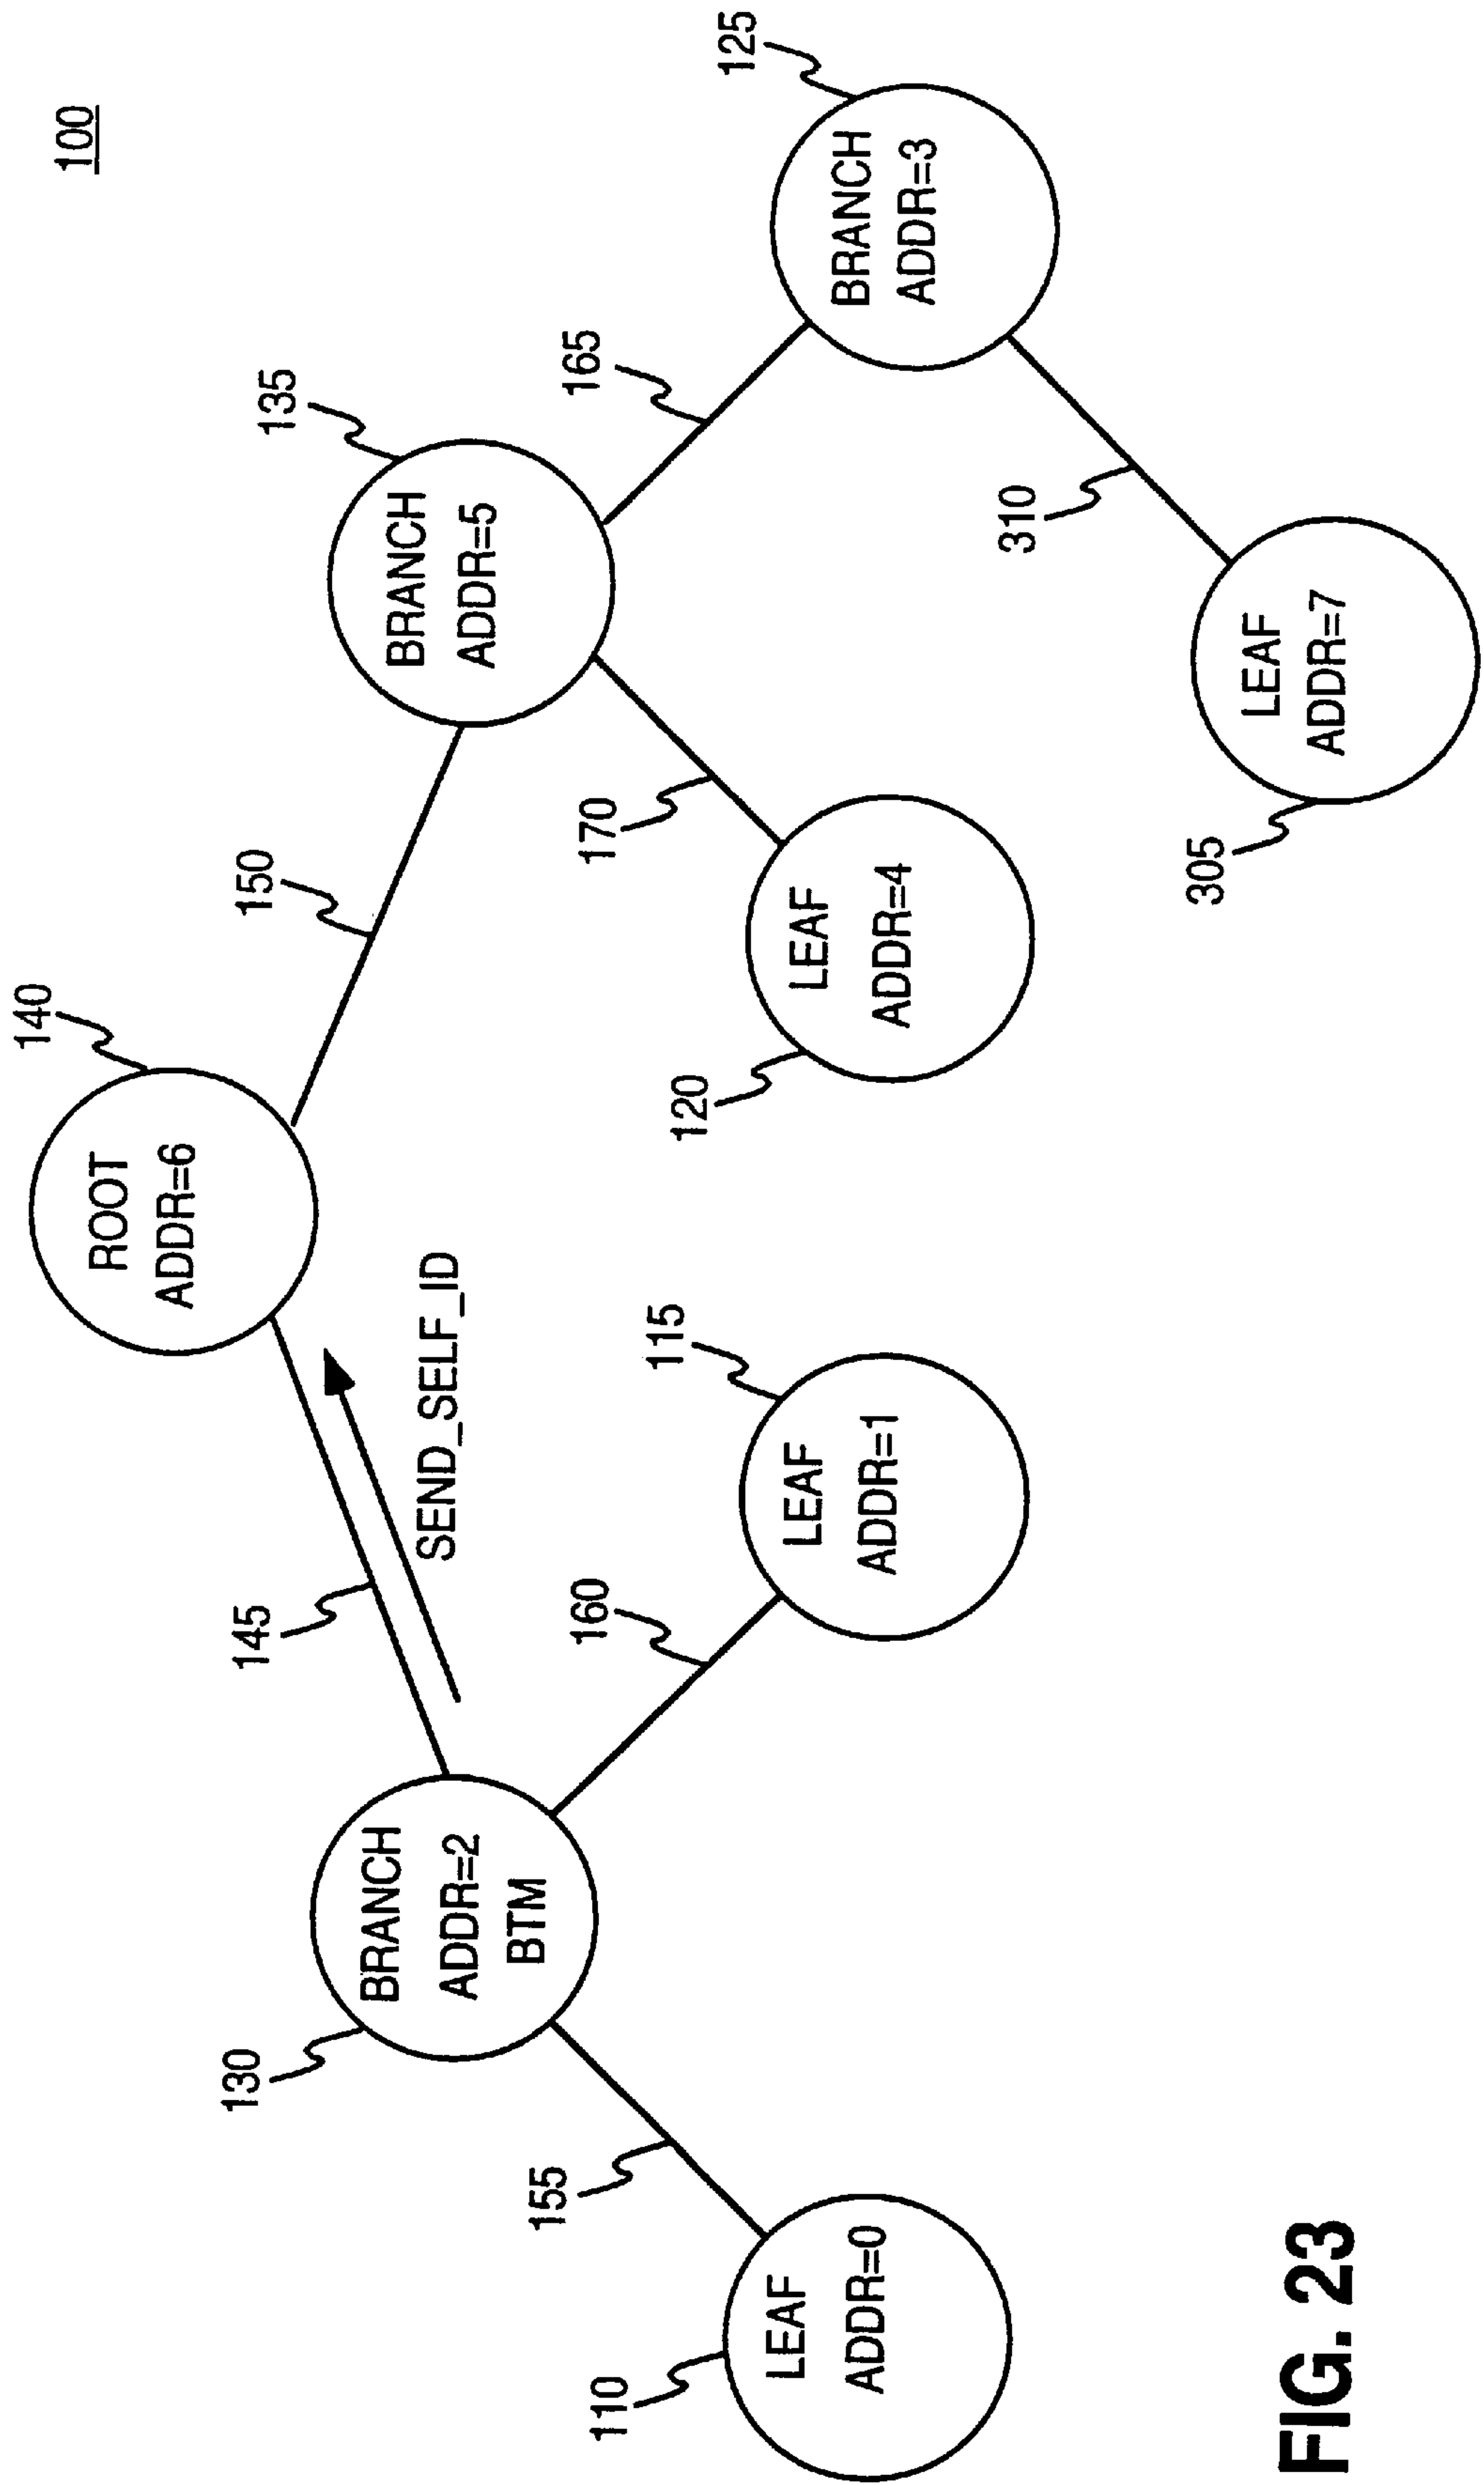 100
140
ROOT
ADDR=6
145
150
SEND_SELF_ID
130
BRANCH
ADDR=2
BTM
135
BRANCH
ADDR=5
155
160
170
165
110
LEAF
ADDR=0
115
LEAF
ADDR=1
120
LEAF
ADDR=4
125
BRANCH
ADDR=3
310
305
LEAF
ADDR=7
FIG. 23